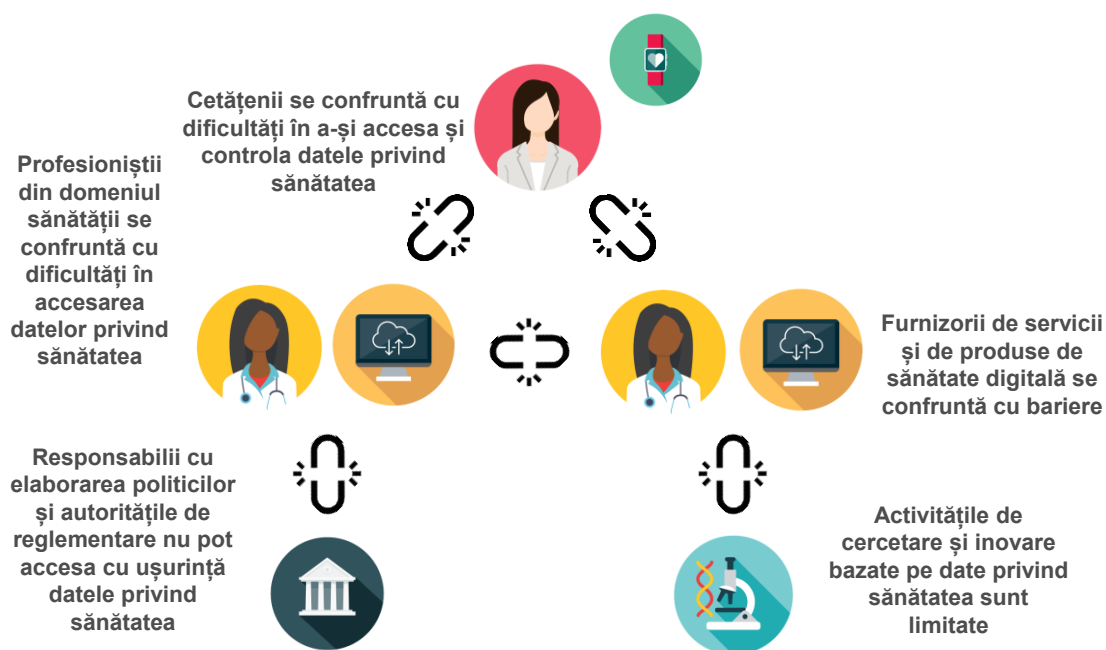 Cetățenii se confruntă cu
dificultăți în a-și accesa și
controla datele privind
sănătatea
Profesioniștii
din domeniul
sănătății se
confruntă cu
dificultăți în
accesarea
datelor privind
sănătatea
Furnizorii de servicii
și de produse de
sănătate digitală se
confruntă cu bariere
Responsabilii cu
elaborarea politicilor
și autoritățile de
reglementare nu pot
accesa cu ușurință
datele privind
sănătatea
Activitățile de
cercetare și inovare
bazate pe date privind
sănătatea sunt
limitate